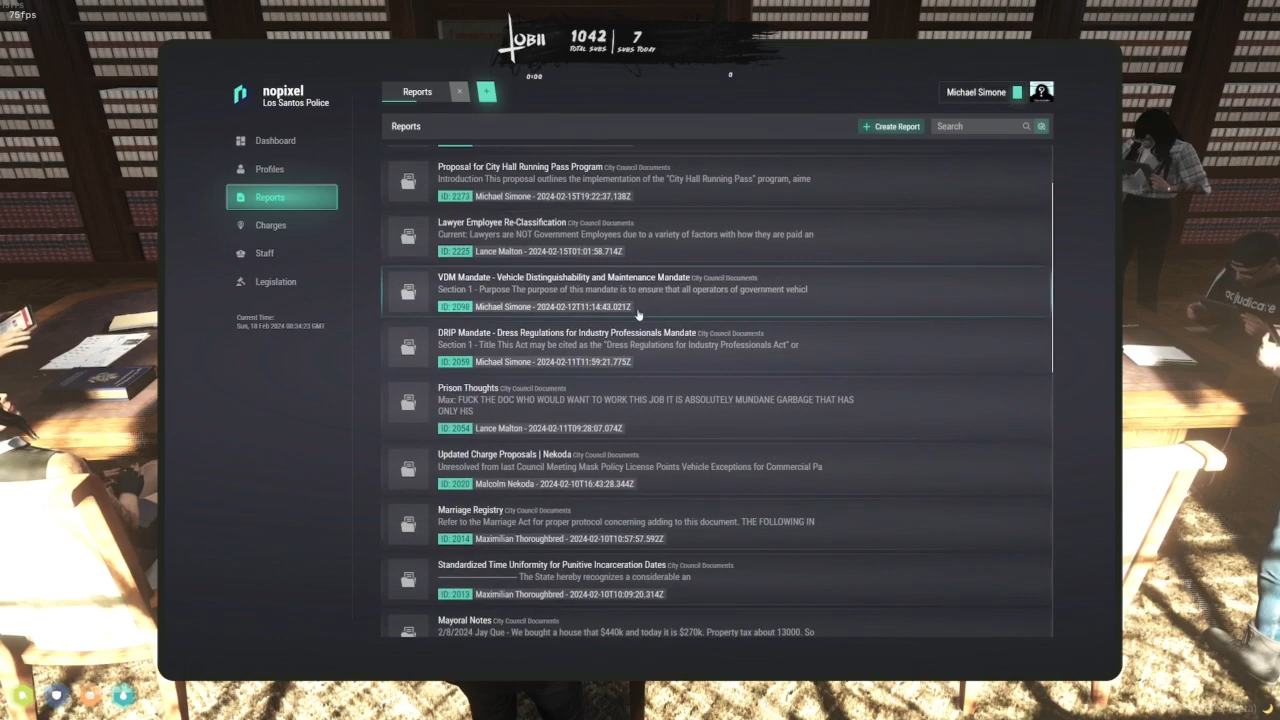 75fps
TOBII
1042
TOTAL SUBS
7
SUBS TODAY
0:00
0
nopixel
Los Santos Police
Reports
×
+
Michael Simone
Dashboard
Profiles
Reports
Charges
Staff
Legislation
Current Time:
Sun, 18 Feb 2024 08:34:23 GMT
Reports
+ Create Report
Search
Proposal for City Hall Running Pass Program City Council Documents
Introduction This proposal outlines the implementation of the "City Hall Running Pass" program, aime
ID: 2273 Michael Simone - 2024-02-15T19:22:37.138Z
Lawyer Employee Re-Classification City Council Documents
Current: Lawyers are NOT Government Employees due to a variety of factors with how they are paid an
ID: 2225 Lance Malton - 2024-02-15T01:01:58.714Z
VDM Mandate - Vehicle Distinguishability and Maintenance Mandate City Council Documents
Section 1 - Purpose The purpose of this mandate is to ensure that all operators of government vehicl
ID: 2098 Michael Simone - 2024-02-12T11:14:43.021Z
DRIP Mandate - Dress Regulations for Industry Professionals Mandate City Council Documents
Section 1 - Title This Act may be cited as the "Dress Regulations for Industry Professionals Act" or
ID: 2059 Michael Simone - 2024-02-11T11:59:21.775Z
Prison Thoughts City Council Documents
Max: FUCK THE DOC WHO WOULD WANT TO WORK THIS JOB IT IS ABSOLUTELY MUNDANE GARBAGE THAT HAS
ONLY HIS
ID: 2054 Lance Malton - 2024-02-11T09:28:07.074Z
Updated Charge Proposals | Nekoda City Council Documents
Unresolved from last Council Meeting Mask Policy License Points Vehicle Exceptions for Commercial Pa
ID: 2020 Malcolm Nekoda - 2024-02-10T16:43:28.344Z
Marriage Registry City Council Documents
Refer to the Marriage Act for proper protocol concerning adding to this document. THE FOLLOWING IN
ID: 2014 Maximilian Thoroughbred - 2024-02-10T10:57:57.592Z
Standardized Time Uniformity for Punitive Incarceration Dates City Council Documents
—————————— The State hereby recognizes a considerable an
ID: 2013 Maximilian Thoroughbred - 2024-02-10T10:09:20.314Z
Mayoral Notes City Council Documents
2/8/2024 Jay Que - We bought a house that $440k and today it is $270k. Property tax about 13000. So